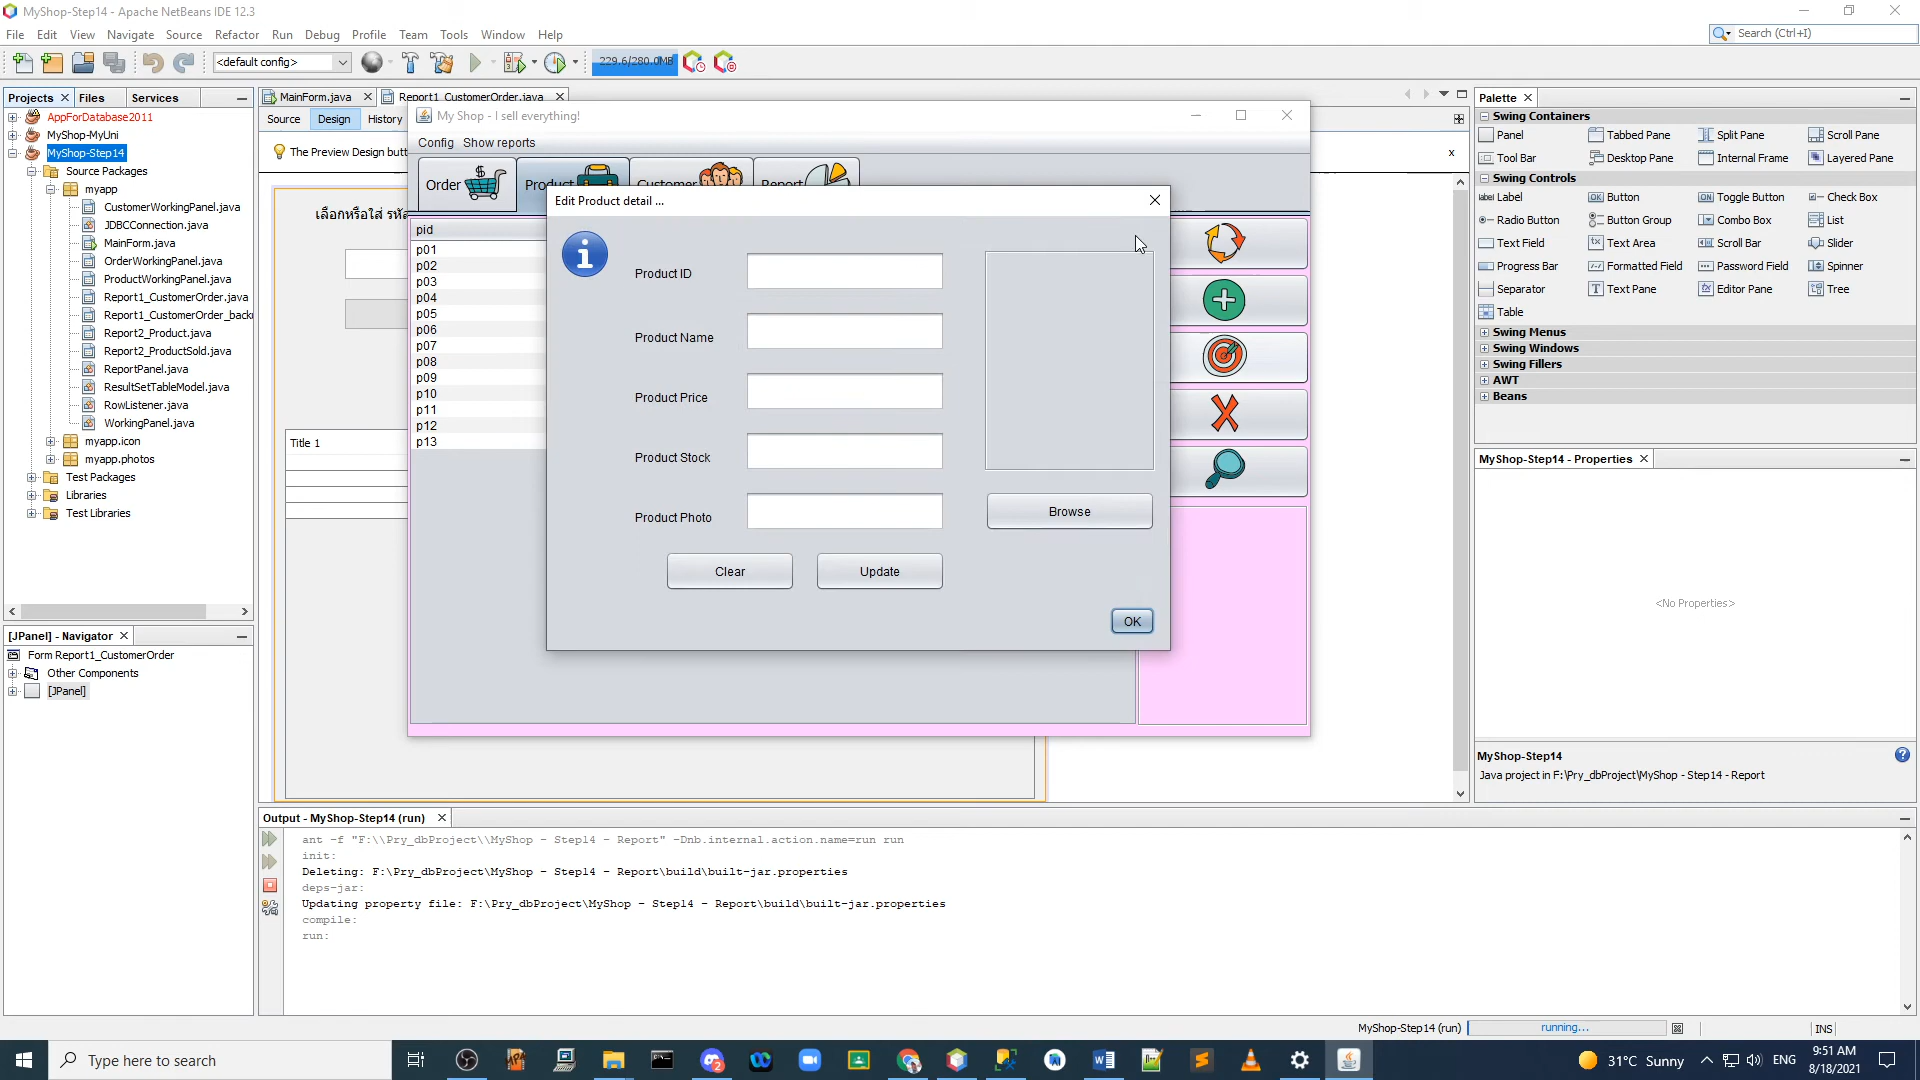 MyShop-Step14 - Apache NetBeans IDE 12.3
File Edit View Navigate Source Refactor Run Debug Profile Team Tools Window Help
Search (Ctrl+I)
<default config>
229.6/280.0MB
Projects Files Services
MainForm.java Report1_CustomerOrder.java
Source Design History
The Preview Design butt
เลือกหรือใส่ รหัส
Title 1
AppForDatabase2011
MyShop-MyUni
MyShop-Step14
Source Packages
myapp
CustomerWorkingPanel.java
JDBCConnection.java
MainForm.java
OrderWorkingPanel.java
ProductWorkingPanel.java
Report1_CustomerOrder.java
Report1_CustomerOrder_back
Report2_Product.java
Report2_ProductSold.java
ReportPanel.java
ResultSetTableModel.java
RowListener.java
WorkingPanel.java
myapp.icon
myapp.photos
Test Packages
Libraries
Test Libraries
[JPanel] - Navigator
Form Report1_CustomerOrder
Other Components
[JPanel]
My Shop - I sell everything!
Config Show reports
Order Product Customer Report
pid
p01
p02
p03
p04
p05
p06
p07
p08
p09
p10
p11
p12
p13
Edit Product detail ...
Product ID
Product Name
Product Price
Product Stock
Product Photo
Browse
Clear Update
OK
Palette
Swing Containers
Panel Tabbed Pane Split Pane Scroll Pane
Tool Bar Desktop Pane Internal Frame Layered Pane
Swing Controls
Label Button Toggle Button Check Box
Radio Button Button Group Combo Box List
Text Field Text Area Scroll Bar Slider
Progress Bar Formatted Field Password Field Spinner
Separator Text Pane Editor Pane Tree
Table
Swing Menus
Swing Windows
Swing Fillers
AWT
Beans
MyShop-Step14 - Properties
<No Properties>
MyShop-Step14
Java project in F:\Pry_dbProject\MyShop - Step14 - Report
Output - MyShop-Step14 (run)
ant -f "F:\\Pry_dbProject\\MyShop - Step14 - Report" -Dnb.internal.action.name=run run
init:
Deleting: F:\Pry_dbProject\MyShop - Step14 - Report\build\built-jar.properties
deps-jar:
Updating property file: F:\Pry_dbProject\MyShop - Step14 - Report\build\built-jar.properties
compile:
run:
MyShop-Step14 (run) running... INS
Type here to search
31°C Sunny ENG
9:51 AM
8/18/2021